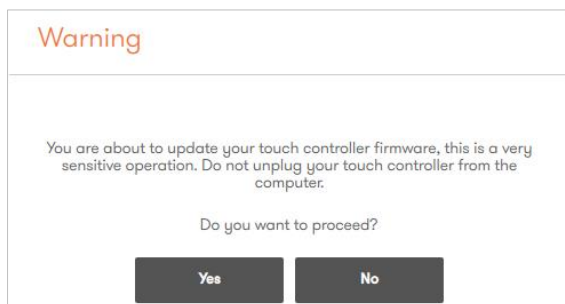 Warning
You are about to update your touch controller firmware, this is a very
sensitive operation. Do not unplug your touch controller from the
computer.
Do you want to proceed?
Yes
No